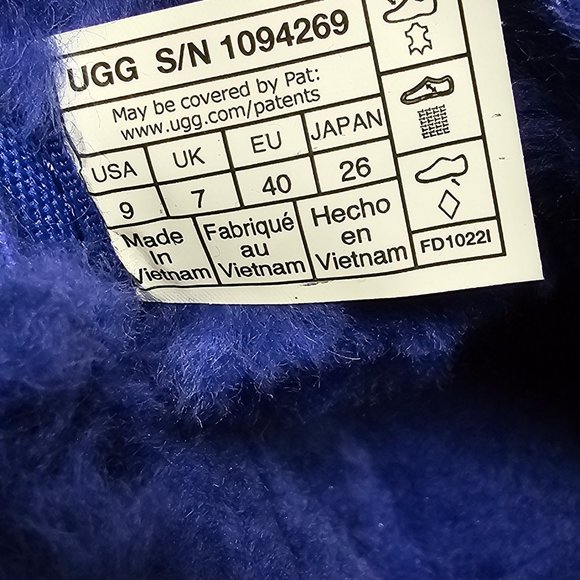 UGG S/N 1094269
May be covered by Pat:
www.ugg.com/patents
USA UK EU JAPAN
9 7 40 26
Made in Vietnam
Fabriqué au Vietnam
Hecho en Vietnam
FD1022I